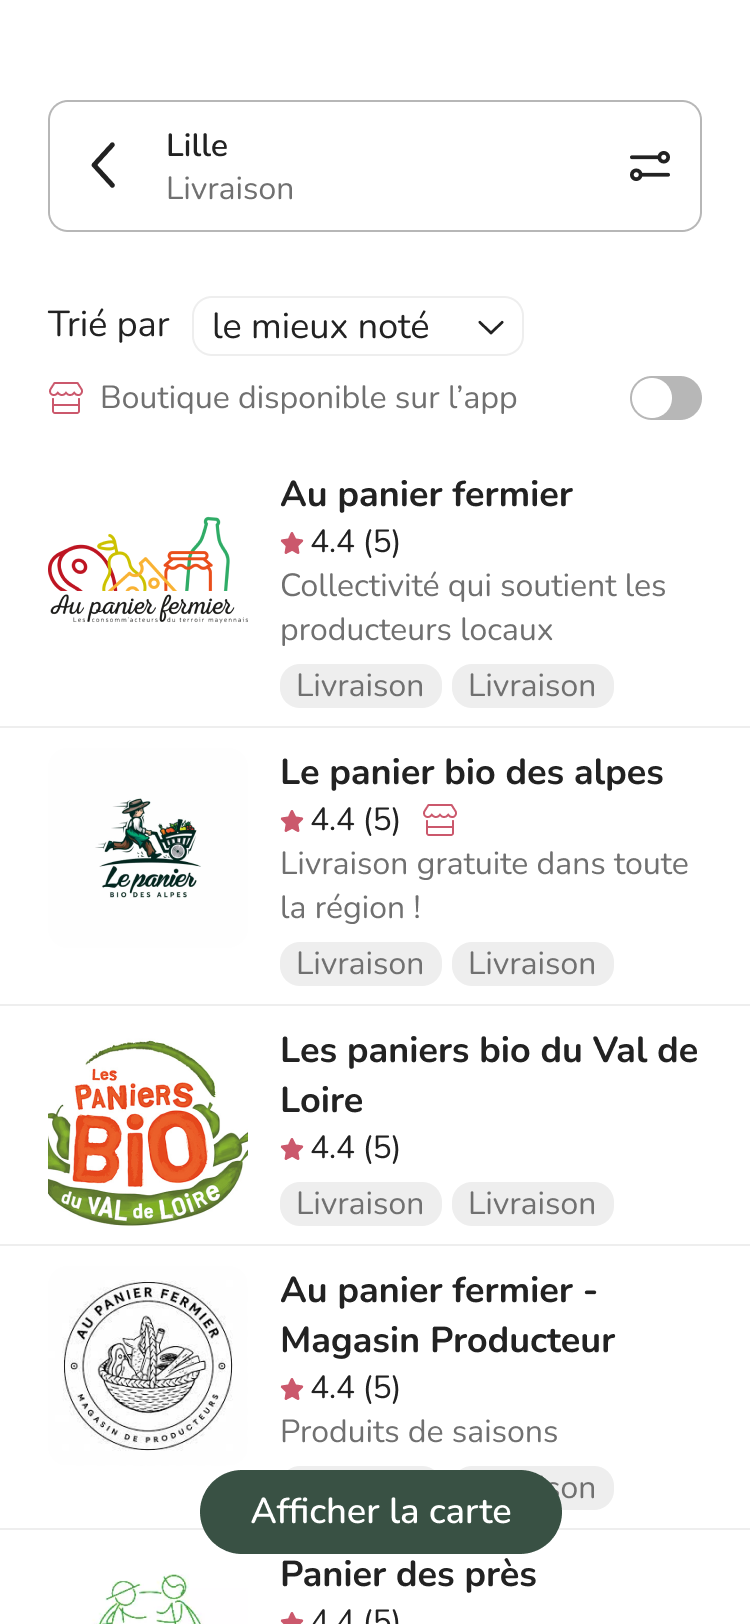 Lille
Livraison
Trié par
le mieux noté
Boutique disponible sur l’app
Au panier fermier
Les consomm'acteurs du terroir mayennais
Au panier fermier
4.4 (5)
Collectivité qui soutient les
producteurs locaux
Livraison Livraison
Le panier
BIO DES ALPES
Le panier bio des alpes
4.4 (5)
Livraison gratuite dans toute
la région !
Livraison Livraison
Les
PANiERS
BiO
du VAL de LOiRe
Les paniers bio du Val de
Loire
4.4 (5)
Livraison Livraison
AU PANIER FERMIER
MAGASIN DE PRODUCTEURS
Au panier fermier -
Magasin Producteur
4.4 (5)
Produits de saisons
son
Afficher la carte
Panier des près
4.4 (5)